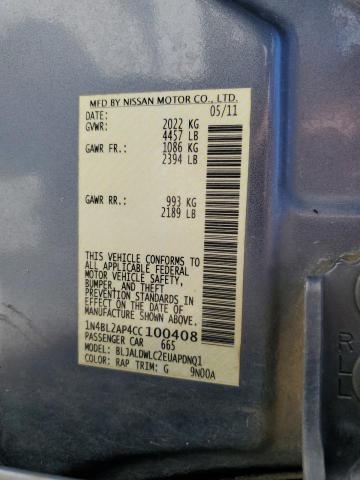 MFD BY NISSAN MOTOR CO., LTD.
DATE: 05/11
GVWR: 2022 KG
4457 LB
GAWR FR.: 1086 KG
2394 LB
GAWR RR.: 993 KG
2189 LB
THIS VEHICLE CONFORMS TO
ALL APPLICABLE FEDERAL
MOTOR VEHICLE SAFETY,
BUMPER, AND THEFT
PREVENTION STANDARDS IN
EFFECT ON THE DATE OF
MANUFACTURE SHOWN ABOVE.
1N4BL2AP4CC100408
PASSENGER CAR 665
MODEL: BLJALDWLC2EUAPDNQ1
COLOR: RAP TRIM: G 9N00A